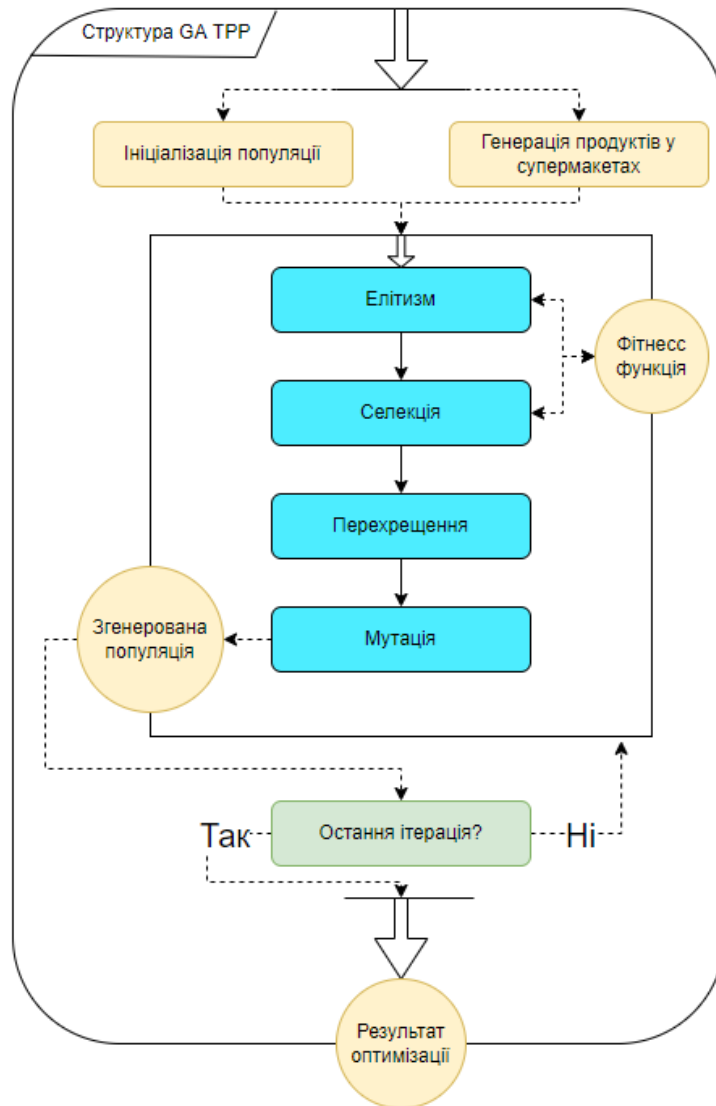 Структура GA TPP
Ініціалізація популяції
Генерація продуктів у
супермакетах
Елітизм
Фітнесс
функція
Селекція
Перехрещення
Згенерована
популяція
Мутація
Так
Остання ітерація?
Ні
Результат
оптимізації